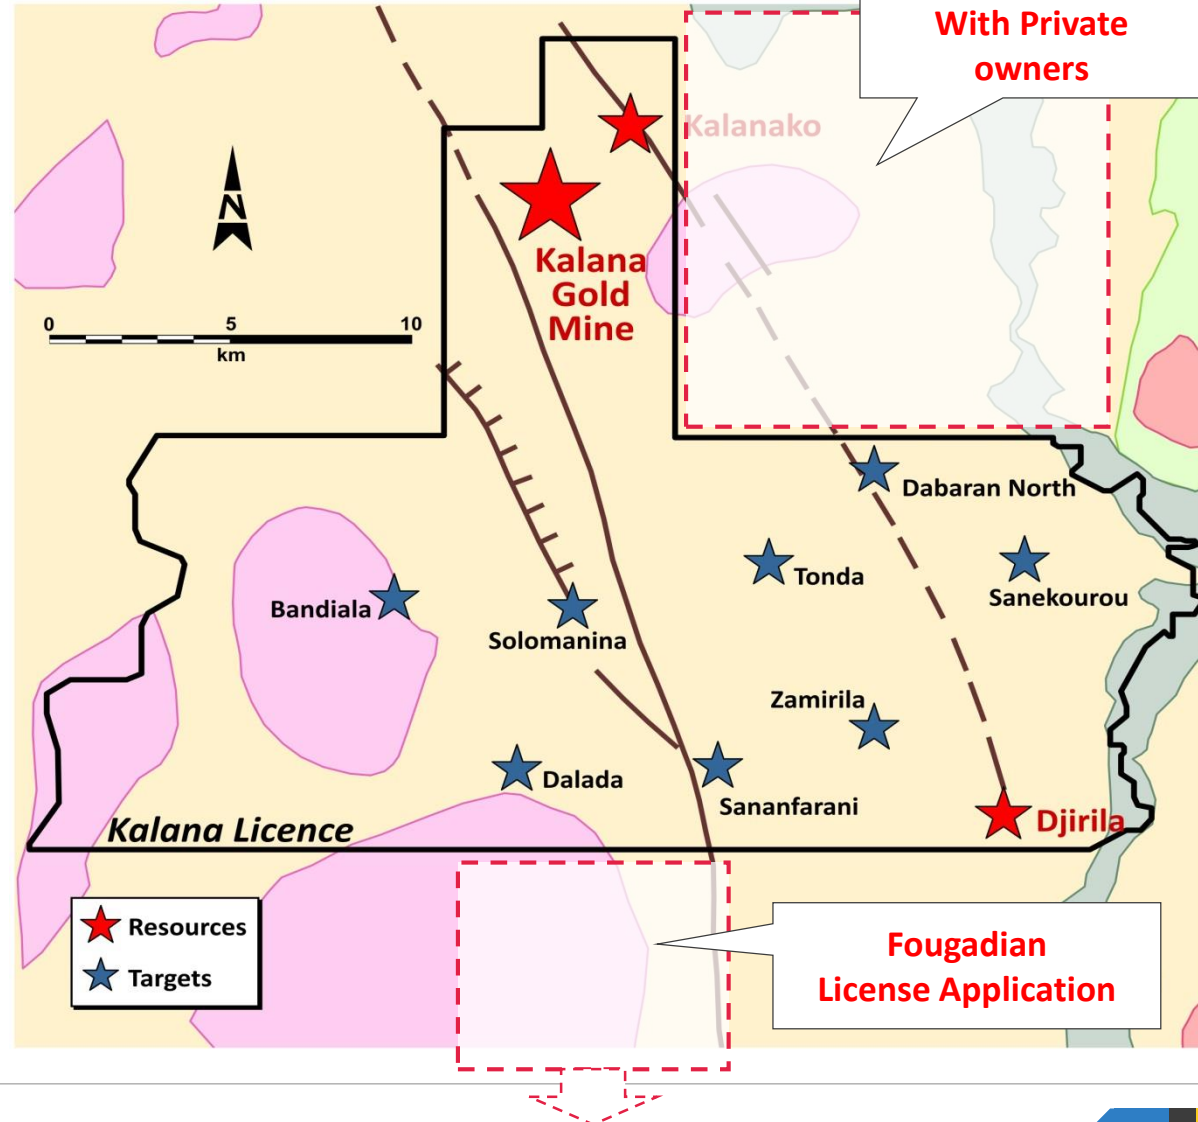 With Private
owners
Kalanako
N
Kalana
Gold
Mine
0 5 10
km
Dabaran North
Tonda
Sanekourou
Bandiala
Solomanina
Zamirila
Dalada
Sananfarani
Djirila
Kalana Licence
Resources
Targets
Fougadian
License Application